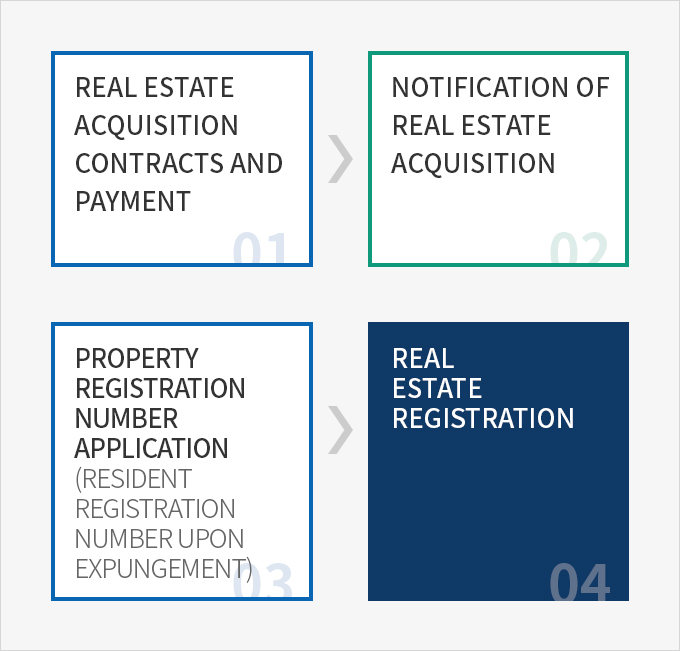 REAL ESTATE
ACQUISITION
CONTRACTS AND
PAYMENT
01
NOTIFICATION OF
REAL ESTATE
ACQUISITION
02
PROPERTY
REGISTRATION
NUMBER
APPLICATION
(RESIDENT
REGISTRATION
NUMBER UPON
EXPUNGEMENT)
03
REAL
ESTATE
REGISTRATION
04